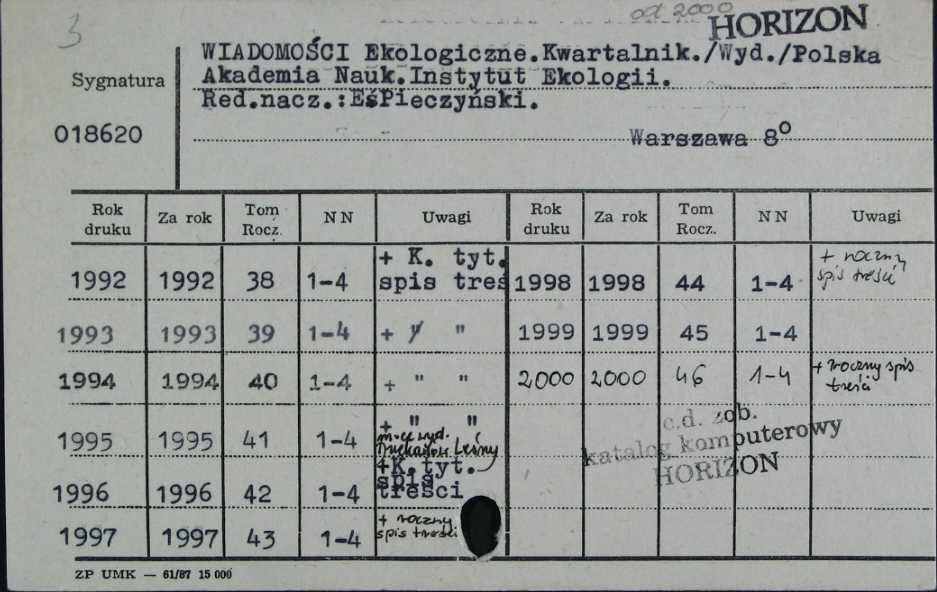 3
od 2000
HORIZON
WIADOMOŚCI Ekologiczne.Kwartalnik./Wyd./Polska
Sygnatura Akademia Nauk.Instytut Ekologii.
Red.nacz.:EśPieczyński.
018620
Warszawa 8º
Rok druku Za rok Tom Rocz. N N Uwagi Rok druku Za rok Tom Rocz. N N Uwagi
1992 1992 38 1-4 + K. tyt. spis treś 1998 1998 44 1-4 + roczny spis treści
1993 1993 39 1-4 + " " 1999 1999 45 1-4
1994 1994 40 1-4 + " " 2000 2000 46 1-4 + roczny spis treści
1995 1995 41 1-4 + " "
1996 1996 42 1-4 +K.tyt. spis treści
1997 1997 43 1-4 + roczny spis treści
c.d. zob.
katalog komputerowy
HORIZON
ZP UMK — 61/87 15 000